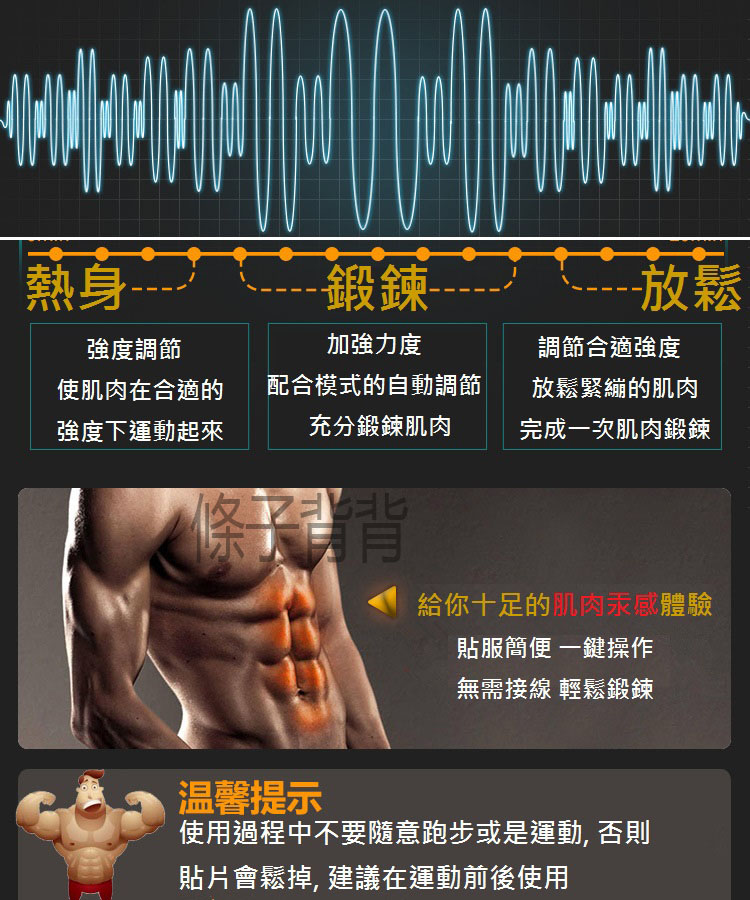 熱身
鍛鍊
放鬆
強度調節
使肌肉在合適的
強度下運動起來
加強力度
配合模式的自動調節
充分鍛鍊肌肉
調節合適強度
放鬆緊繃的肌肉
完成一次肌肉鍛鍊
條子背背
給你十足的肌肉汞感體驗
貼服簡便 一鍵操作
無需接線 輕鬆鍛鍊
温馨提示
使用過程中不要隨意跑步或是運動, 否則
貼片會鬆掉, 建議在運動前後使用